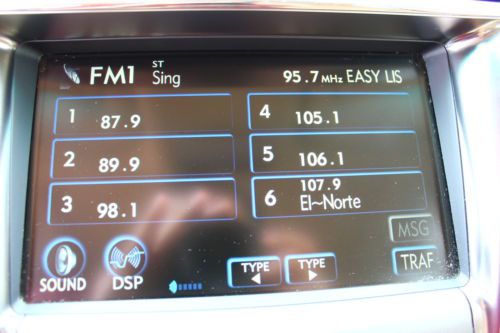 FM1 ST Sing 95.7 MHz EASY LIS
1 87.9
2 89.9
3 98.1
4 105.1
5 106.1
6 107.9 El~Norte
MSG
SOUND DSP TYPE TYPE TRAF